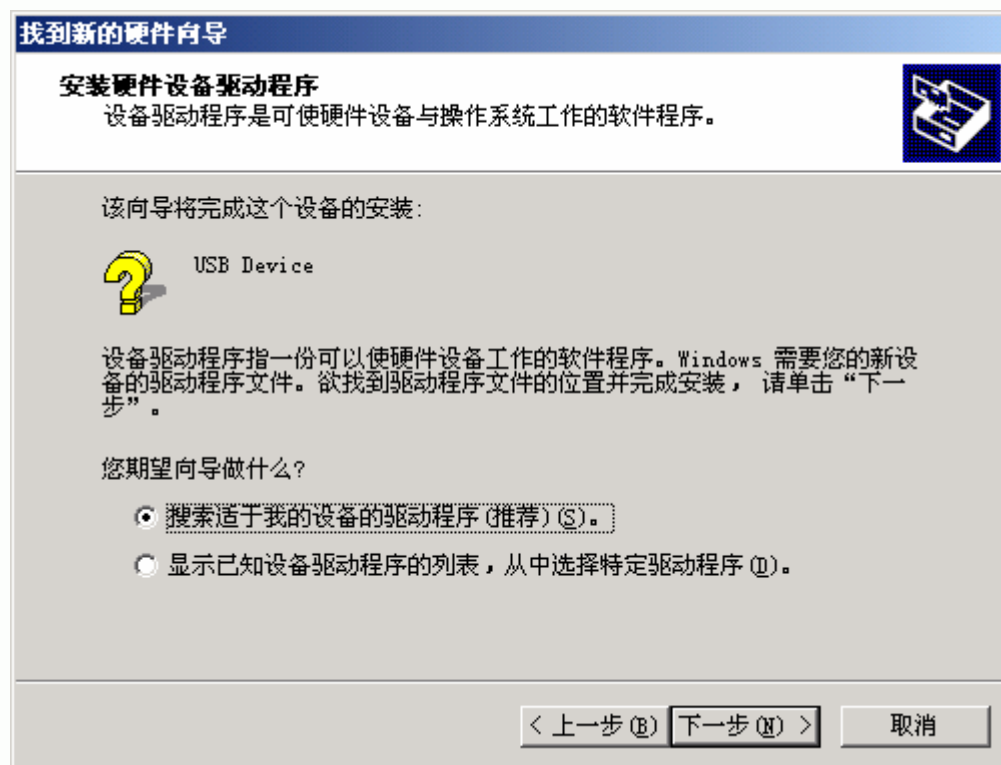 找到新的硬件向导
安装硬件设备驱动程序
设备驱动程序是可使硬件设备与操作系统工作的软件程序。
该向导将完成这个设备的安装:
USB Device
设备驱动程序指一份可以使硬件设备工作的软件程序。Windows 需要您的新设
备的驱动程序文件。欲找到驱动程序文件的位置并完成安装, 请单击“下一
步”。
您期望向导做什么?
搜索适于我的设备的驱动程序(推荐)(S)。
显示已知设备驱动程序的列表,从中选择特定驱动程序(D)。
< 上一步(B) 下一步(N) > 取消